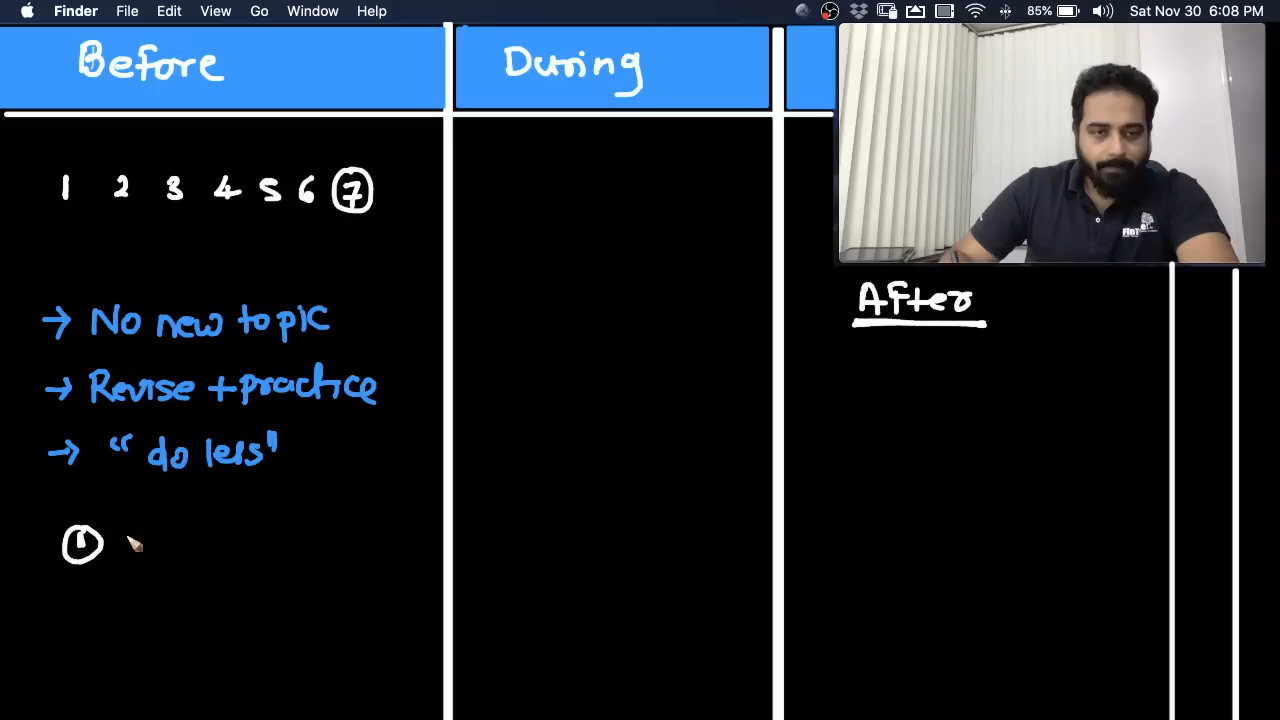 Finder File Edit View Go Window Help 85% Sat Nov 30 6:08 PM
Before During
1 2 3 4 5 6 7
After
→ No new topic
→ Revise + practice
→ "do less"
1